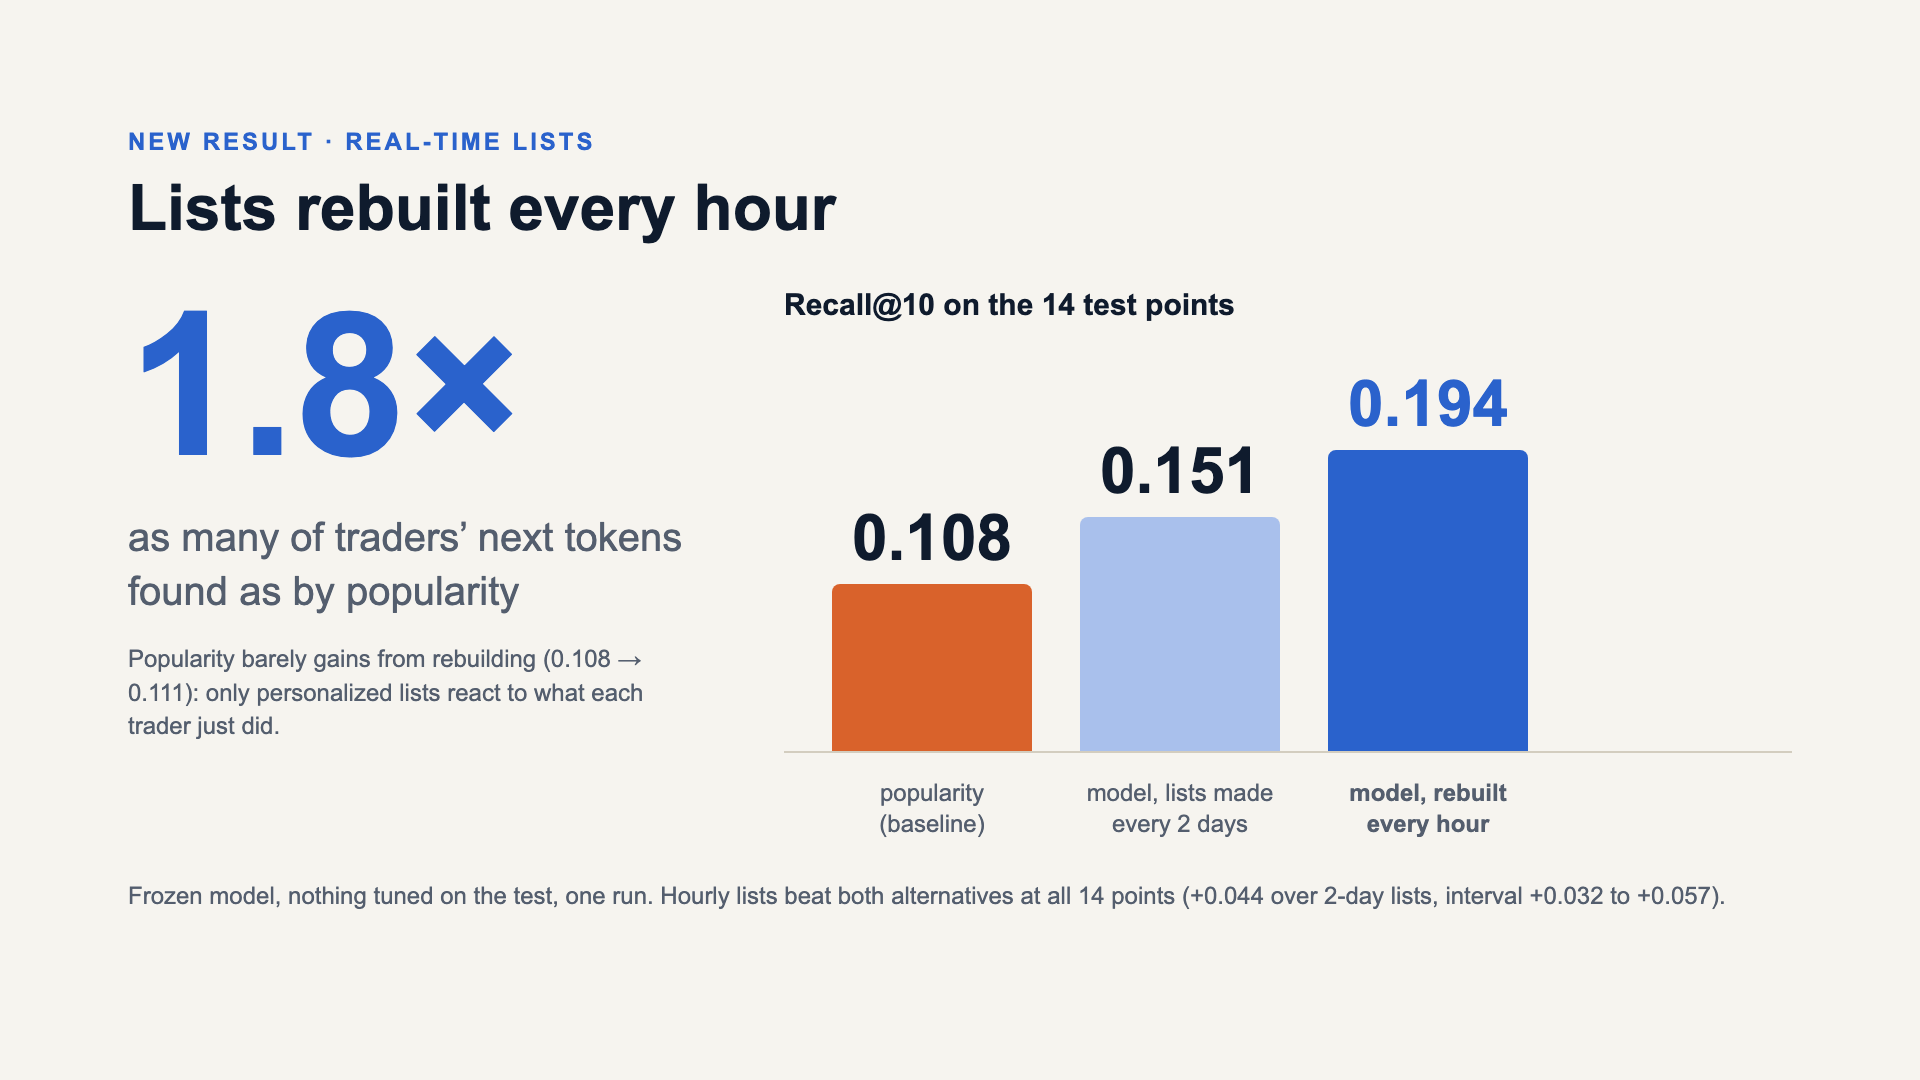 NEW RESULT · REAL-TIME LISTS
Lists rebuilt every hour
1.8×
as many of traders’ next tokens
found as by popularity
Popularity barely gains from rebuilding (0.108 →
0.111): only personalized lists react to what each
trader just did.
Recall@10 on the 14 test points
0.108
0.151
0.194
popularity
(baseline)
model, lists made
every 2 days
model, rebuilt
every hour
Frozen model, nothing tuned on the test, one run. Hourly lists beat both alternatives at all 14 points (+0.044 over 2-day lists, interval +0.032 to +0.057).